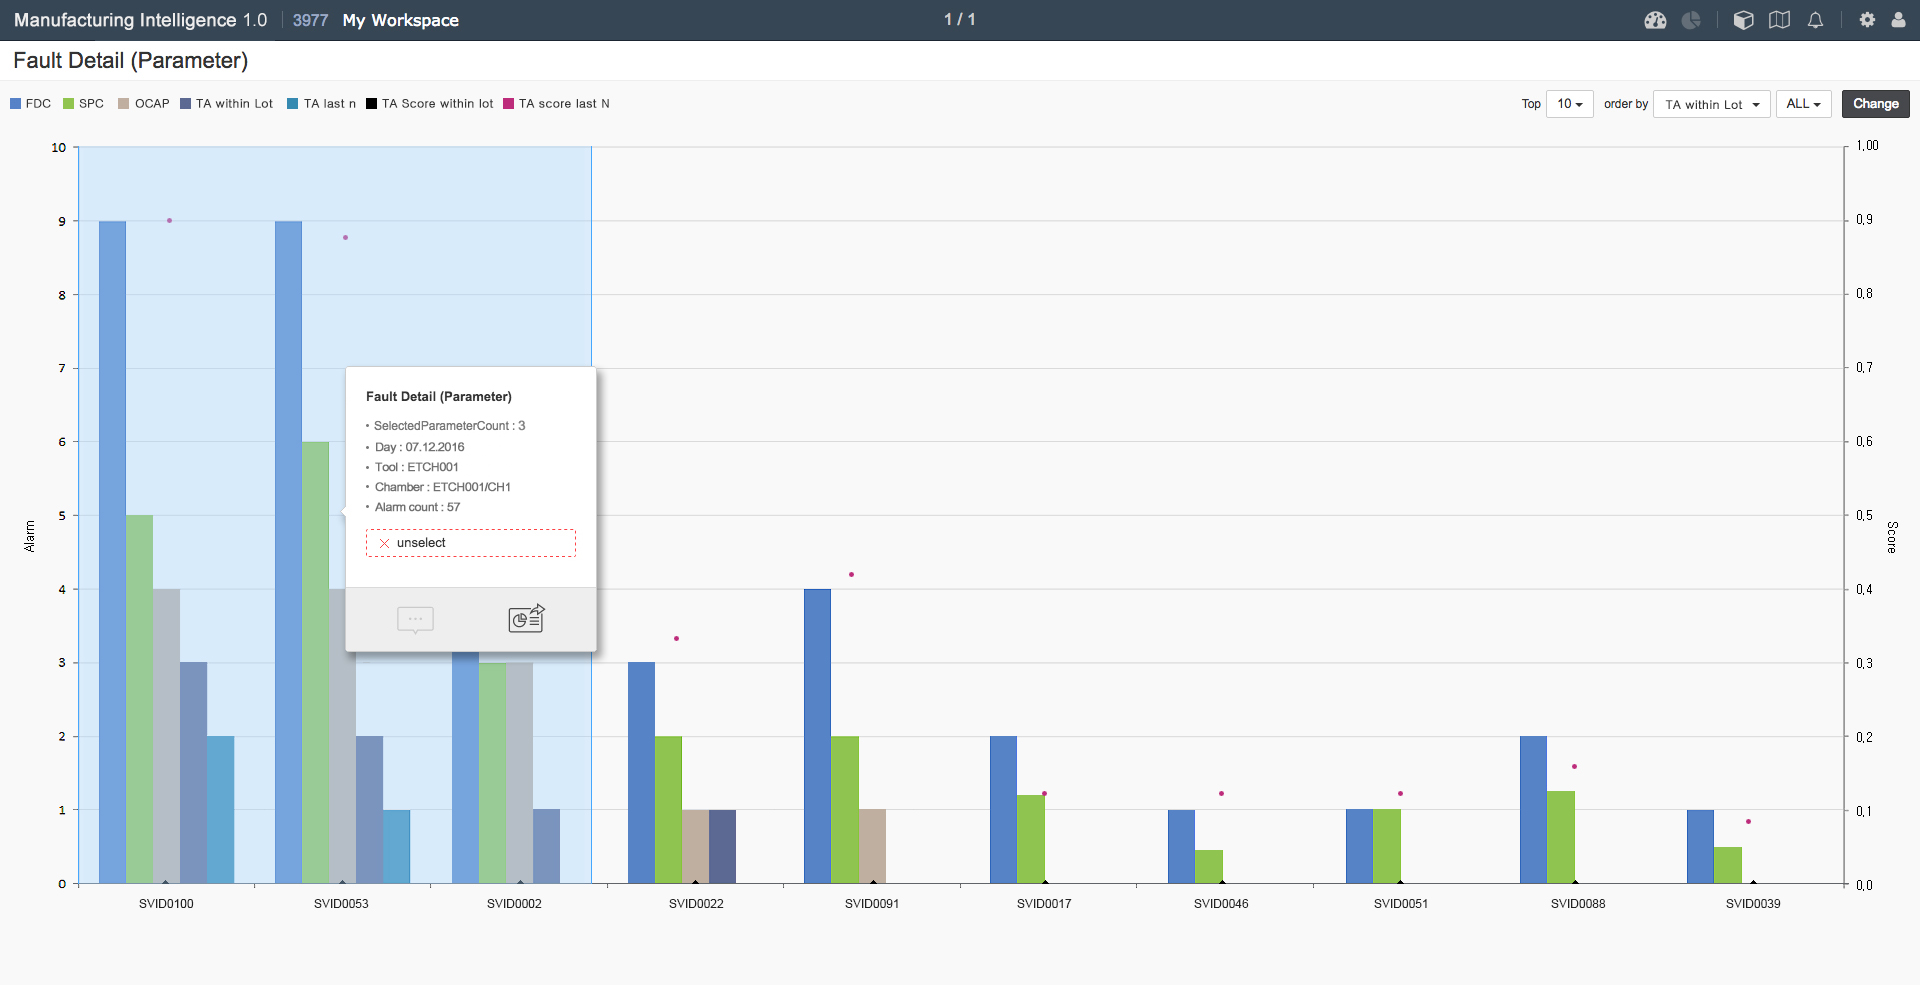 Manufacturing Intelligence 1.0 3977 My Workspace 1 / 1
Fault Detail (Parameter)
FDC SPC OCAP TA within Lot TA last n TA Score within lot TA score last N Top 10 order by TA within Lot ALL Change
10 1.00
9 0.9
8 0.8
7 0.7
6 0.6
5 0.5
4 0.4
3 0.3
2 0.2
1 0.1
0 0.0
Alarm
Score
Fault Detail (Parameter)
• SelectedParameterCount : 3
• Day : 07.12.2016
• Tool : ETCH001
• Chamber : ETCH001/CH1
• Alarm count : 57
unselect
SVID0100 SVID0053 SVID0002 SVID0022 SVID0091 SVID0017 SVID0046 SVID0051 SVID0088 SVID0039